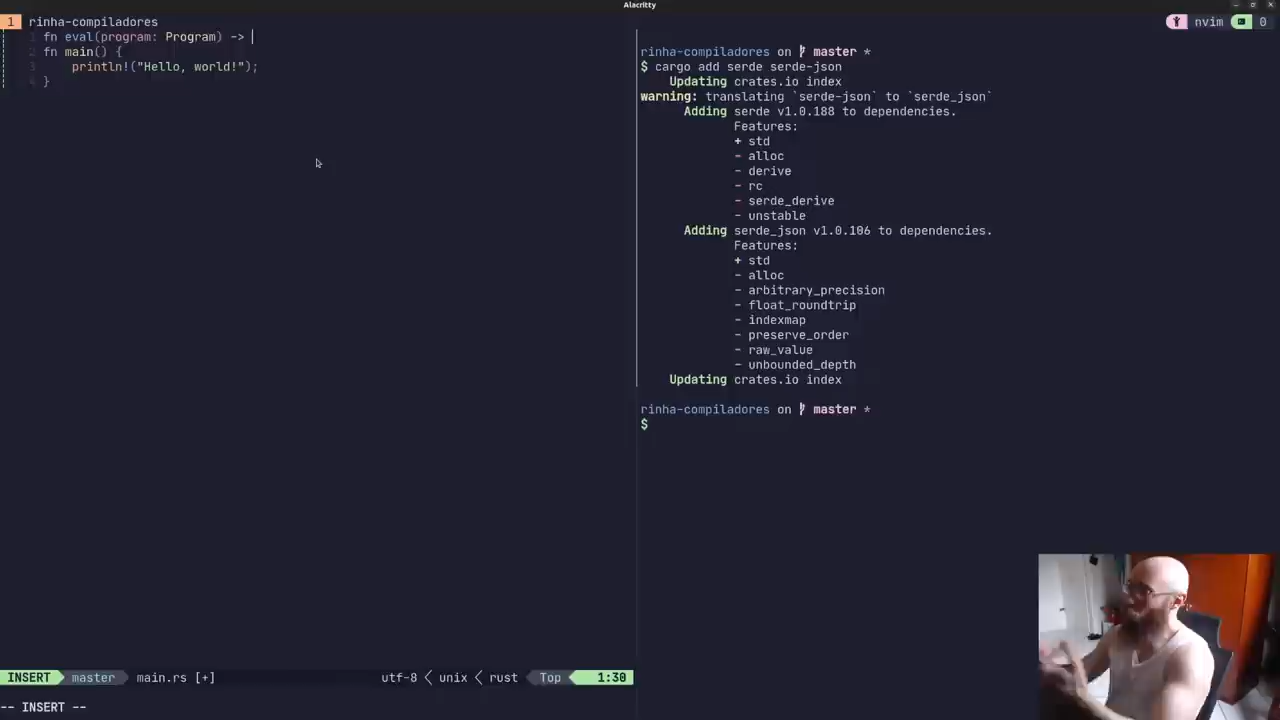 Alacritty
1 rinha-compiladores
nvim 0
1 fn eval(program: Program) ->
2 fn main() {
3 println!("Hello, world!");
4 }
rinha-compiladores on master *
$ cargo add serde serde-json
Updating crates.io index
warning: translating `serde-json` to `serde_json`
Adding serde v1.0.188 to dependencies.
Features:
+ std
- alloc
- derive
- rc
- serde_derive
- unstable
Adding serde_json v1.0.106 to dependencies.
Features:
+ std
- alloc
- arbitrary_precision
- float_roundtrip
- indexmap
- preserve_order
- raw_value
- unbounded_depth
Updating crates.io index
rinha-compiladores on master *
$
INSERT master main.rs [+] utf-8 < unix < rust Top 1:30
-- INSERT --